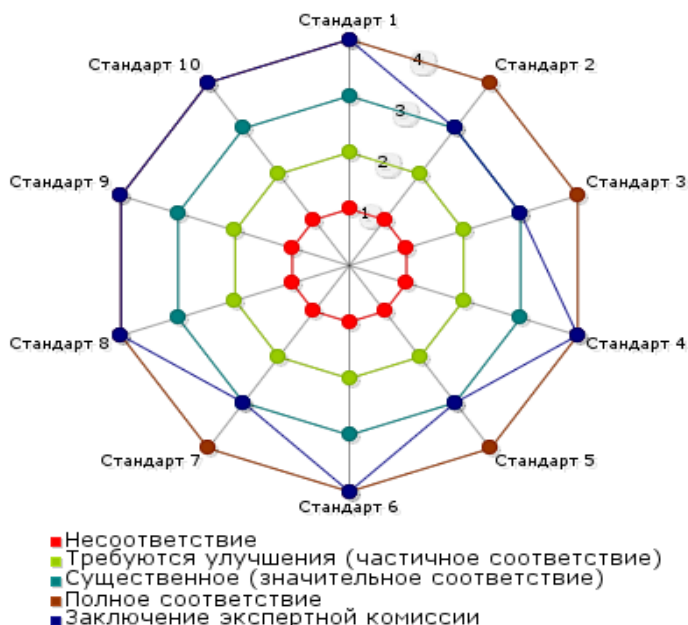 Стандарт 1
4
Стандарт 10
Стандарт 2
3
2
Стандарт 9
Стандарт 3
1
Стандарт 8
Стандарт 4
Стандарт 7
Стандарт 5
Стандарт 6
Несоответствие
Требуются улучшения (частичное соответствие)
Существенное (значительное соответствие)
Полное соответствие
Заключение экспертной комиссии